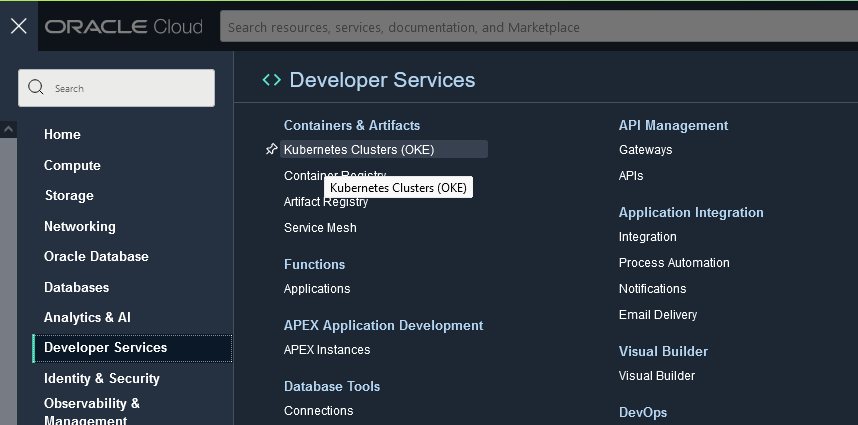 ORACLE Cloud
Search resources, services, documentation, and Marketplace
Search
Home
Compute
Storage
Networking
Oracle Database
Databases
Analytics & AI
Developer Services
Identity & Security
Observability &
Management
Developer Services
Containers & Artifacts
Kubernetes Clusters (OKE)
Container Registry
Kubernetes Clusters (OKE)
Artifact Registry
Service Mesh
Functions
Applications
APEX Application Development
APEX Instances
Database Tools
Connections
API Management
Gateways
APIs
Application Integration
Integration
Process Automation
Notifications
Email Delivery
Visual Builder
Visual Builder
DevOps